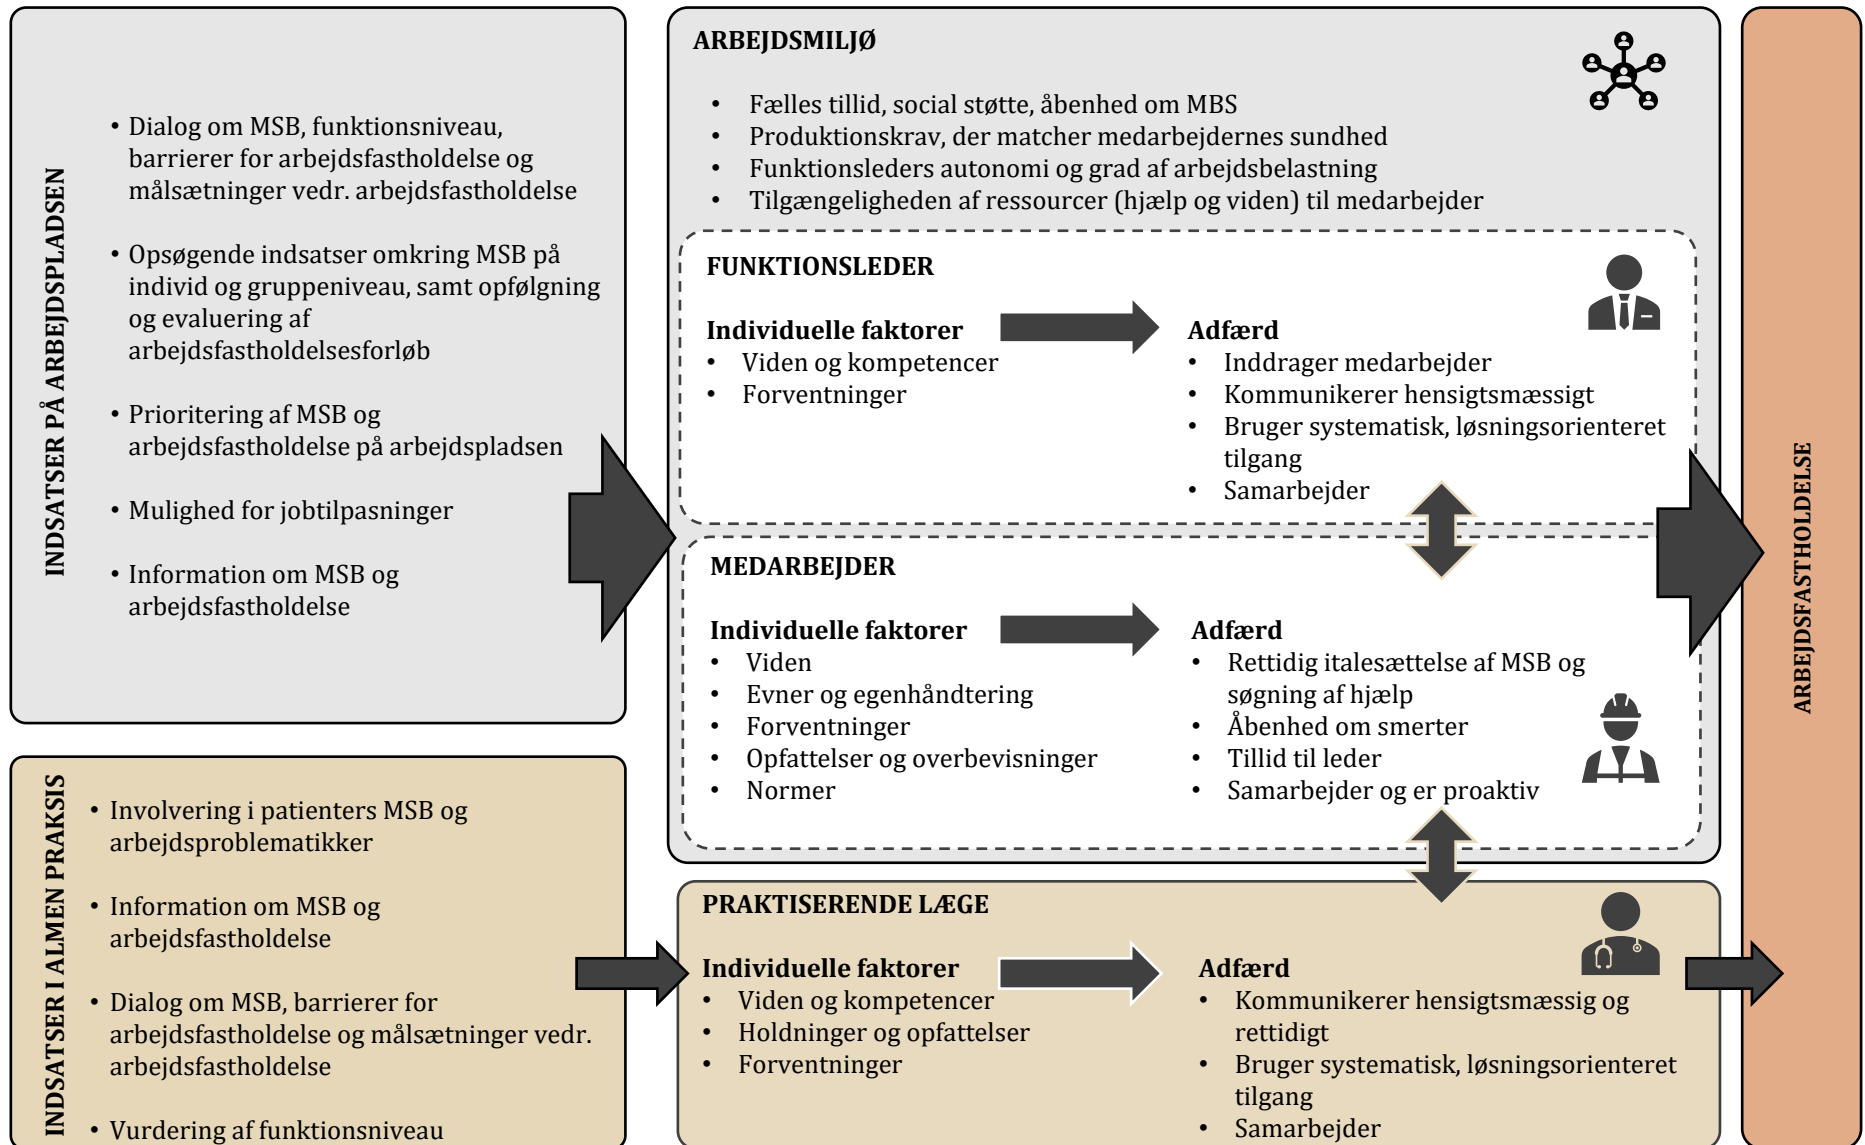 INDSATSER PÅ ARBEJDSPLADSEN
• Dialog om MSB, funktionsniveau,
barrierer for arbejdsfastholdelse og
målsætninger vedr. arbejdsfastholdelse
• Opsøgende indsatser omkring MSB på
individ og gruppeniveau, samt opfølgning
og evaluering af
arbejdsfastholdelsesforløb
• Prioritering af MSB og
arbejdsfastholdelse på arbejdspladsen
• Mulighed for jobtilpasninger
• Information om MSB og
arbejdsfastholdelse
INDSATSER I ALMEN PRAKSIS
• Involvering i patienters MSB og
arbejdsproblematikker
• Information om MSB og
arbejdsfastholdelse
• Dialog om MSB, barrierer for
arbejdsfastholdelse og målsætninger vedr.
arbejdsfastholdelse
• Vurdering af funktionsniveau
ARBEJDSMILJØ
• Fælles tillid, social støtte, åbenhed om MBS
• Produktionskrav, der matcher medarbejdernes sundhed
• Funktionsleders autonomi og grad af arbejdsbelastning
• Tilgængeligheden af ressourcer (hjælp og viden) til medarbejder
FUNKTIONSLEDER
Individuelle faktorer
• Viden og kompetencer
• Forventninger
Adfærd
• Inddrager medarbejder
• Kommunikerer hensigtsmæssigt
• Bruger systematisk, løsningsorienteret
tilgang
• Samarbejder
MEDARBEJDER
Individuelle faktorer
• Viden
• Evner og egenhåndtering
• Forventninger
• Opfattelser og overbevisninger
• Normer
Adfærd
• Rettidig italesættelse af MSB og
søgning af hjælp
• Åbenhed om smerter
• Tillid til leder
• Samarbejder og er proaktiv
PRAKTISERENDE LÆGE
Individuelle faktorer
• Viden og kompetencer
• Holdninger og opfattelser
• Forventninger
Adfærd
• Kommunikerer hensigtsmæssig og
rettidigt
• Bruger systematisk, løsningsorienteret
tilgang
• Samarbejder
ARBEJDSFASTHOLDELSE